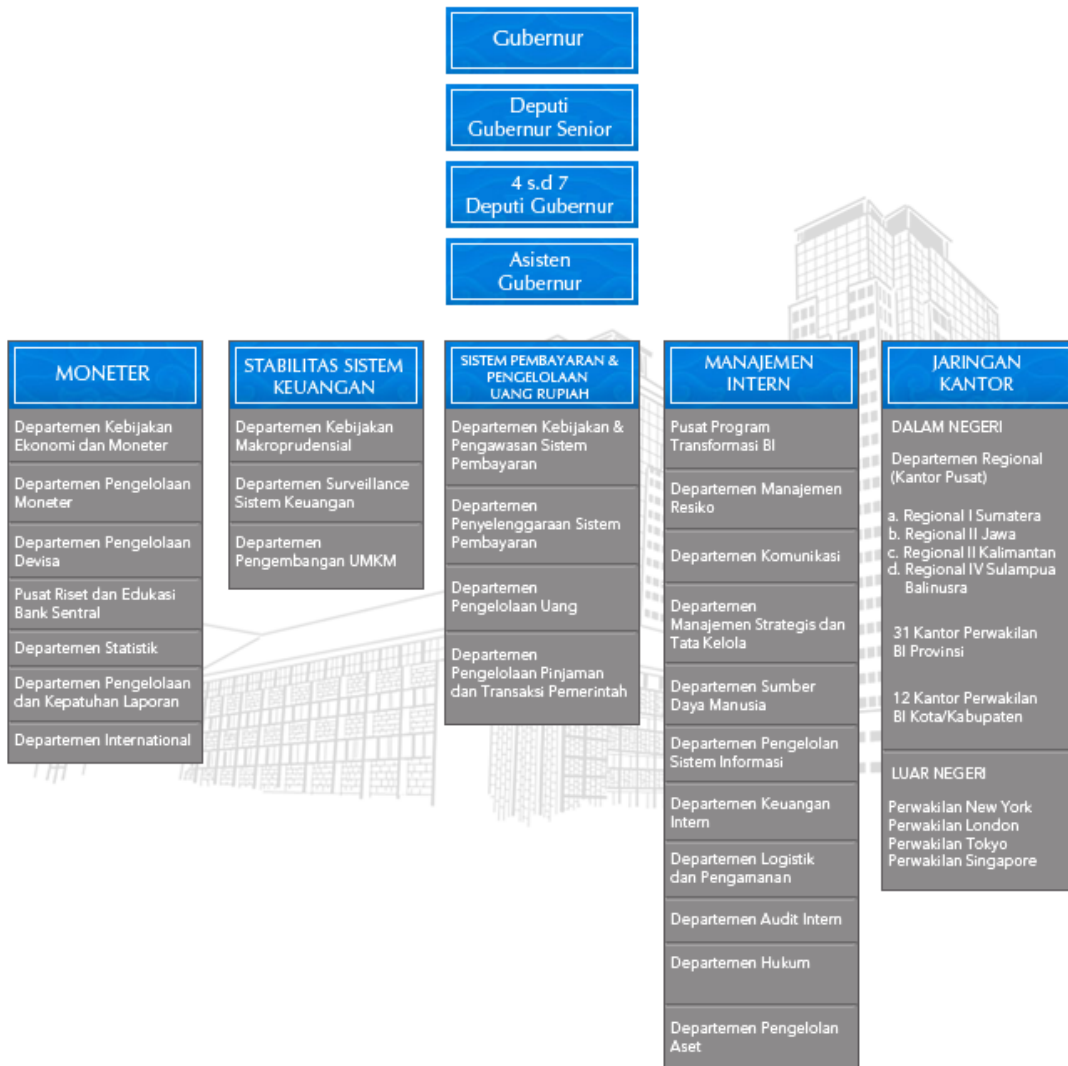 Gubernur
Deputi
Gubernur Senior
4 s.d 7
Deputi Gubernur
Asisten
Gubernur
MONETER
Departemen Kebijakan
Ekonomi dan Moneter
Departemen Pengelolaan
Moneter
Departemen Pengelolaan
Devisa
Pusat Riset dan Edukasi
Bank Sentral
Departemen Statistik
Departemen Pengelolaan
dan Kepatuhan Laporan
Departemen International
STABILITAS SISTEM
KEUANGAN
Departemen Kebijakan
Makroprudensial
Departemen Surveillance
Sistem Keuangan
Departemen
Pengembangan UMKM
SISTEM PEMBAYARAN &
PENGELOLAAN
UANG RUPIAH
Departemen Kebijakan &
Pengawasan Sistem
Pembayaran
Departemen
Penyelenggaraan Sistem
Pembayaran
Departemen
Pengelolaan Uang
Departemen
Pengelolaan Pinjaman
dan Transaksi Pemerintah
MANAJEMEN
INTERN
Pusat Program
Transformasi BI
Departemen Manajemen
Resiko
Departemen Komunikasi
Departemen
Manajemen Strategis dan
Tata Kelola
Departemen Sumber
Daya Manusia
Departemen Pengelolan
Sistem Informasi
Departemen Keuangan
Intern
Departemen Logistik
dan Pengamanan
Departemen Audit Intern
Departemen Hukum
Departemen Pengelolan
Aset
JARINGAN
KANTOR
DALAM NEGERI
Departemen Regional
(Kantor Pusat)
a. Regional I Sumatera
b. Regional II Jawa
c. Regional II Kalimantan
d. Regional IV Sulampua
Balinusra
31 Kantor Perwakilan
BI Provinsi
12 Kantor Perwakilan
BI Kota/Kabupaten
LUAR NEGERI
Perwakilan New York
Perwakilan London
Perwakilan Tokyo
Perwakilan Singapore